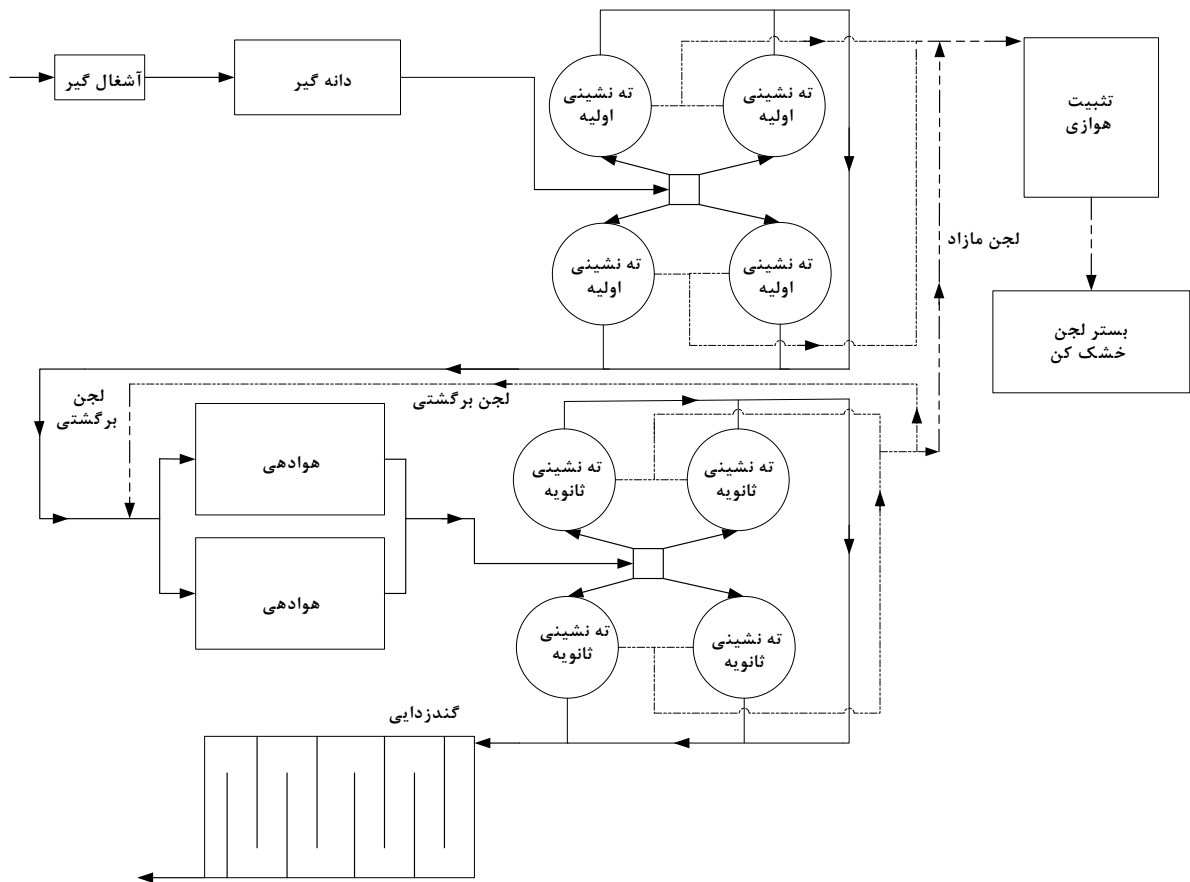 آشغال گیر
دانه گیر
ته نشینی
اولیه
ته نشینی
اولیه
تثبیت
هوازی
ته نشینی
اولیه
ته نشینی
اولیه
لجن مازاد
بستر لجن
خشک کن
لجن
برگشتی
لجن برگشتی
هوادهی
ته نشینی
ثانویه
ته نشینی
ثانویه
هوادهی
ته نشینی
ثانویه
ته نشینی
ثانویه
گندزدایی